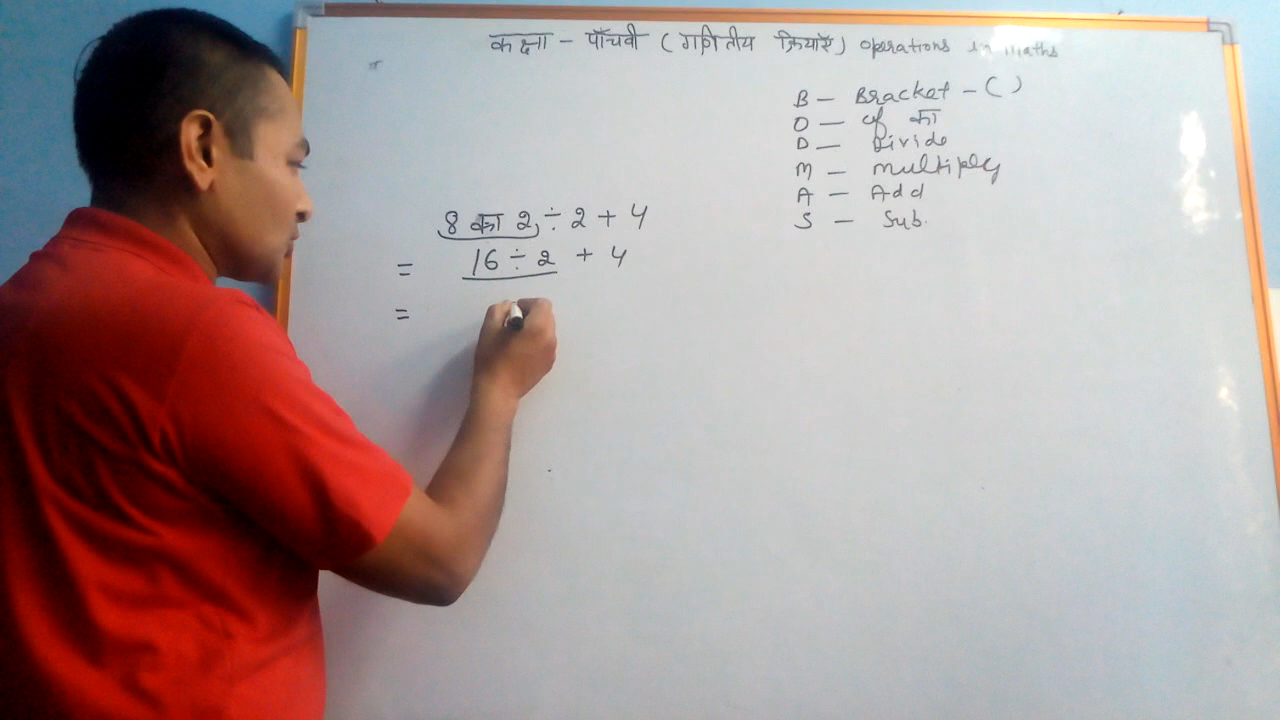 कक्षा - पाँचवी ( गणितीय क्रियाऐं ) operations in Maths
B - Bracket - ( )
O - of का
D - Divide
M - multiply
A - Add
S - Sub.
8 का 2 ÷ 2 + 4
= 16 ÷ 2 + 4
=